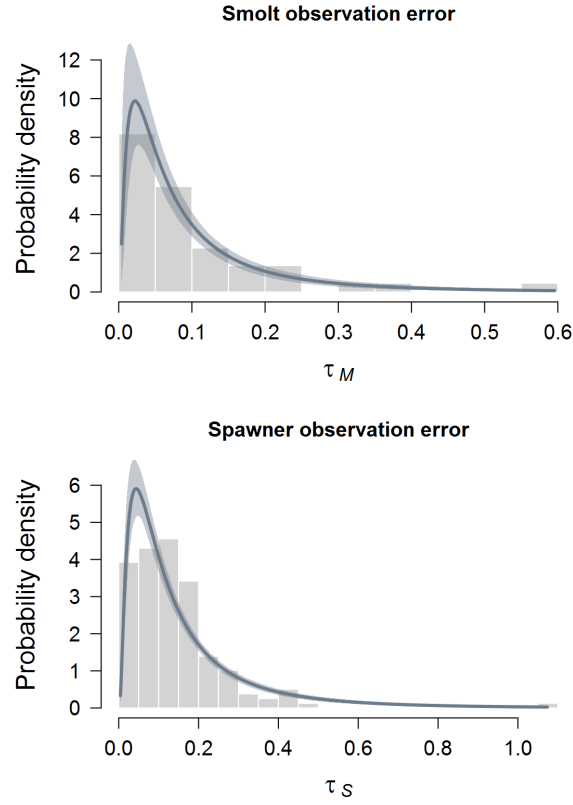 Smolt observation error
Probability density
12
10
8
6
4
2
0
0.0 0.1 0.2 0.3 0.4 0.5 0.6
τ M
Spawner observation error
Probability density
6
5
4
3
2
1
0
0.0 0.2 0.4 0.6 0.8 1.0
τ S